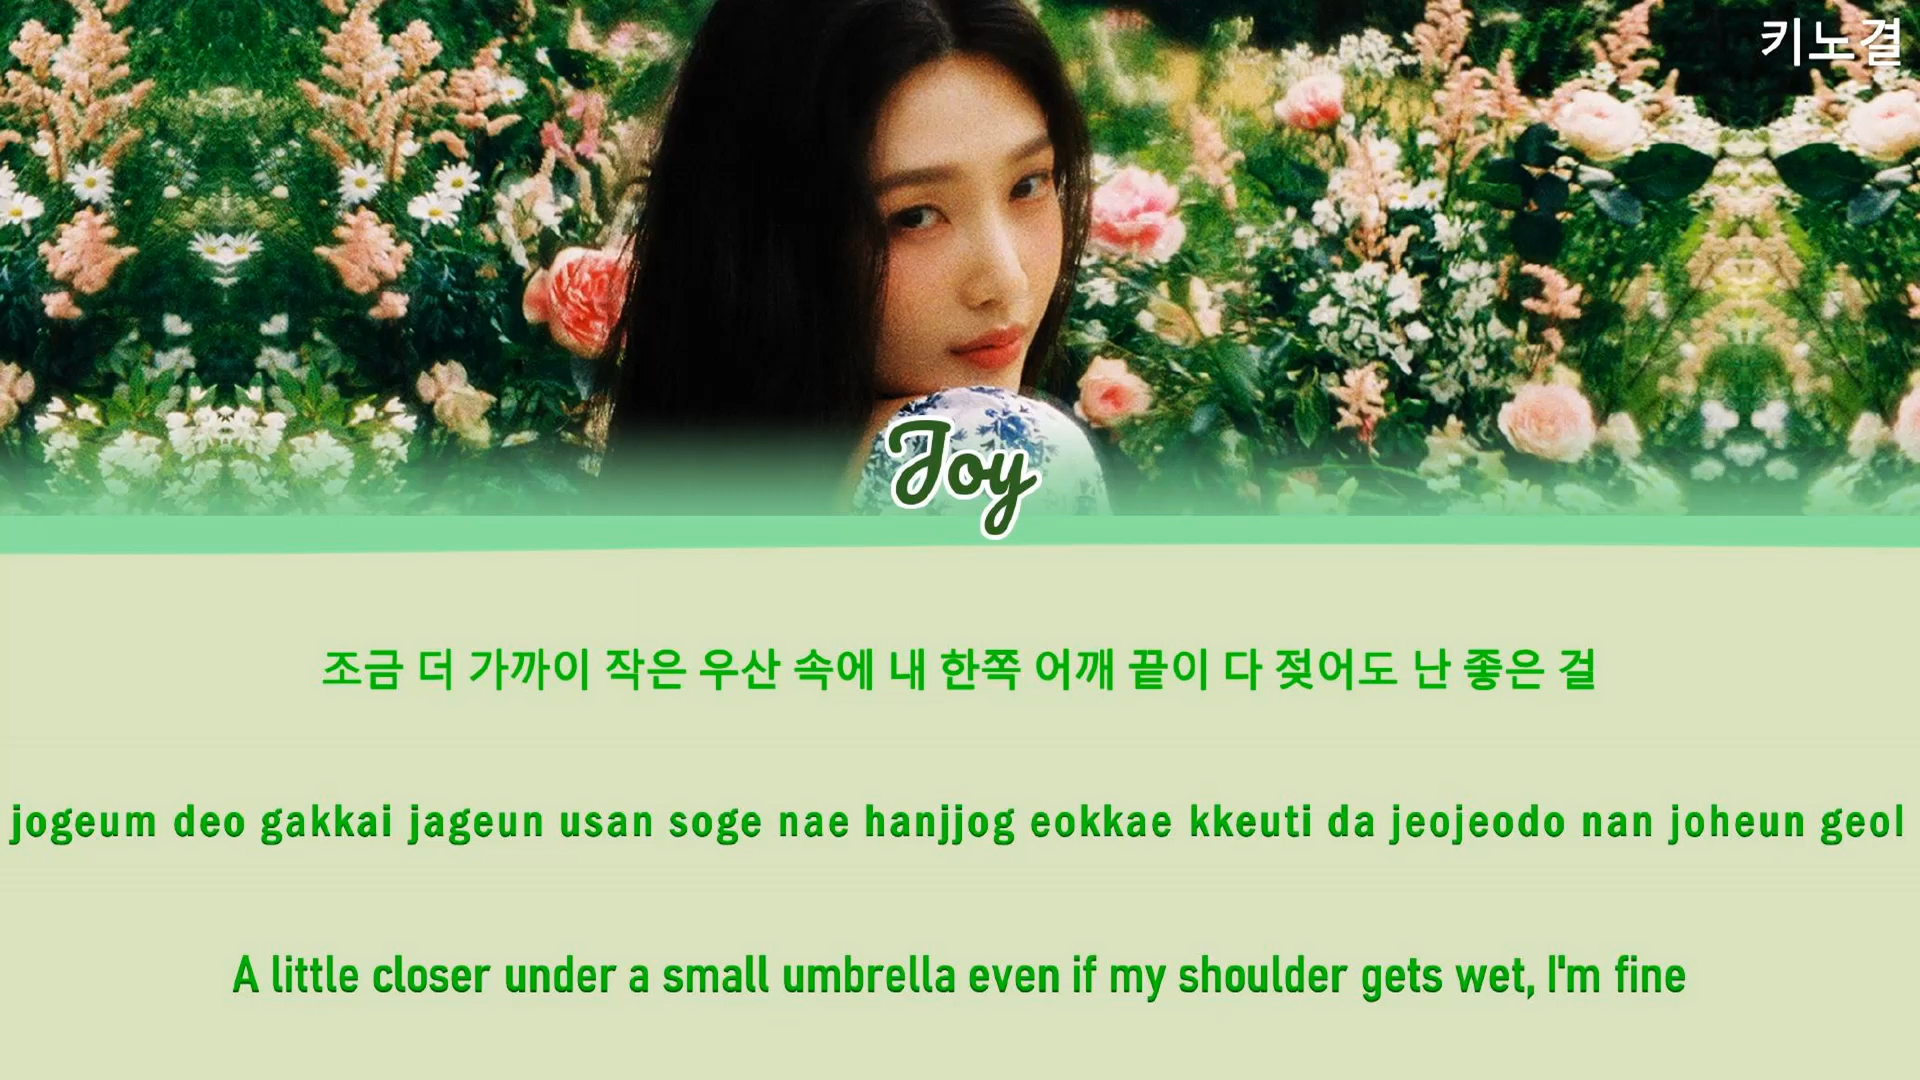 키노결
Joy
조금 더 가까이 작은 우산 속에 내 한쪽 어깨 끝이 다 젖어도 난 좋은 걸
jogeum deo gakkai jageun usan soge nae hanjjog eokkae kkeuti da jeojeodo nan joheun geol
A little closer under a small umbrella even if my shoulder gets wet, I'm fine